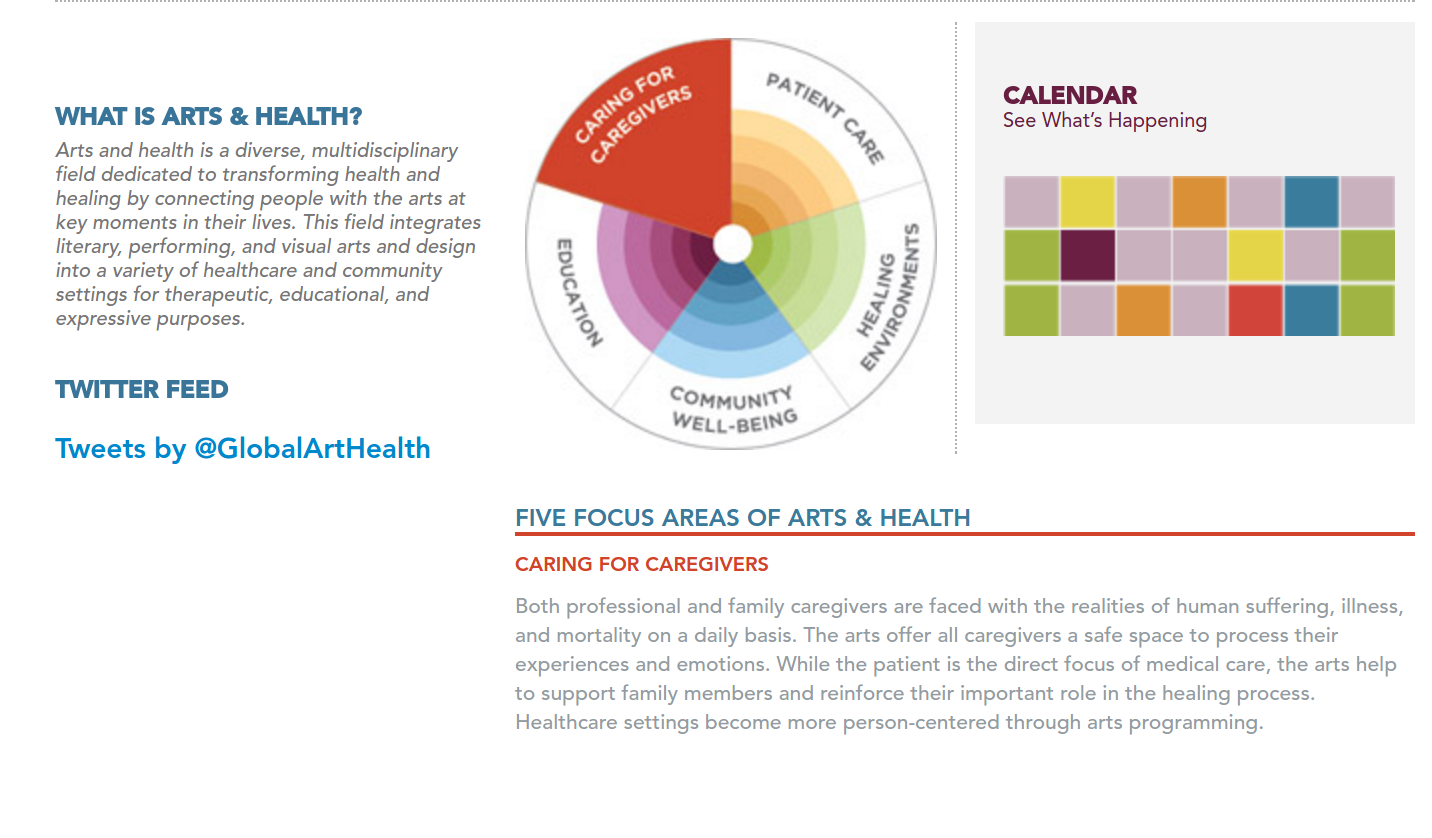 WHAT IS ARTS & HEALTH?
Arts and health is a diverse, multidisciplinary
field dedicated to transforming health and
healing by connecting people with the arts at
key moments in their lives. This field integrates
literary, performing, and visual arts and design
into a variety of healthcare and community
settings for therapeutic, educational, and
expressive purposes.
TWITTER FEED
Tweets by @GlobalArtHealth
CARING FOR
CAREGIVERS
PATIENT CARE
HEALING
ENVIRONMENTS
COMMUNITY
WELL-BEING
EDUCATION
CALENDAR
See What's Happening
FIVE FOCUS AREAS OF ARTS & HEALTH
CARING FOR CAREGIVERS
Both professional and family caregivers are faced with the realities of human suffering, illness,
and mortality on a daily basis. The arts offer all caregivers a safe space to process their
experiences and emotions. While the patient is the direct focus of medical care, the arts help
to support family members and reinforce their important role in the healing process.
Healthcare settings become more person-centered through arts programming.